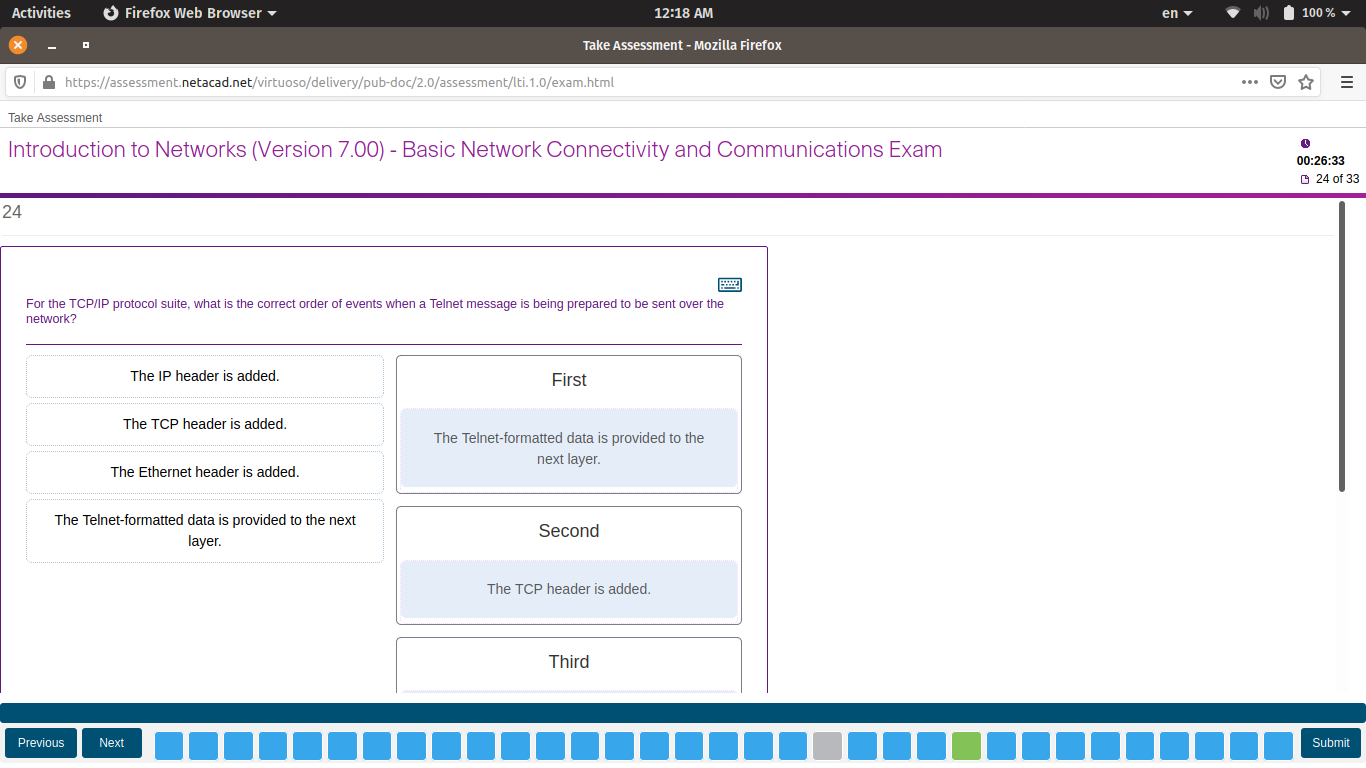 Activities Firefox Web Browser 12:18 AM en 100 %
Take Assessment - Mozilla Firefox
https://assessment.netacad.net/virtuoso/delivery/pub-doc/2.0/assessment/lti.1.0/exam.html
Take Assessment
Introduction to Networks (Version 7.00) - Basic Network Connectivity and Communications Exam
00:26:33
24 of 33
24
For the TCP/IP protocol suite, what is the correct order of events when a Telnet message is being prepared to be sent over the
network?
The IP header is added.
The TCP header is added.
The Ethernet header is added.
The Telnet-formatted data is provided to the next
layer.
First
The Telnet-formatted data is provided to the
next layer.
Second
The TCP header is added.
Third
Previous Next Submit